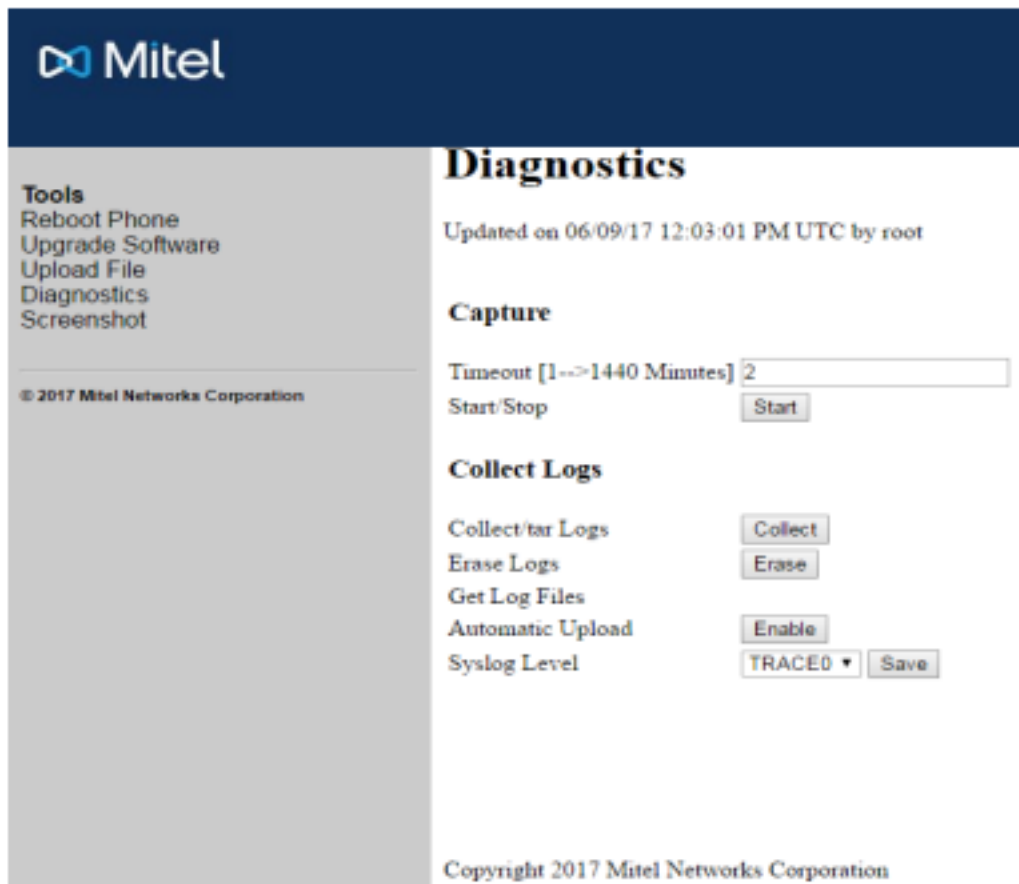 Mitel
Tools
Reboot Phone
Upgrade Software
Upload File
Diagnostics
Screenshot
© 2017 Mitel Networks Corporation
Diagnostics
Updated on 06/09/17 12:03:01 PM UTC by root
Capture
Timeout [1-->1440 Minutes] 2
Start/Stop Start
Collect Logs
Collect/tar Logs Collect
Erase Logs Erase
Get Log Files
Automatic Upload Enable
Syslog Level TRACE0 Save
Copyright 2017 Mitel Networks Corporation